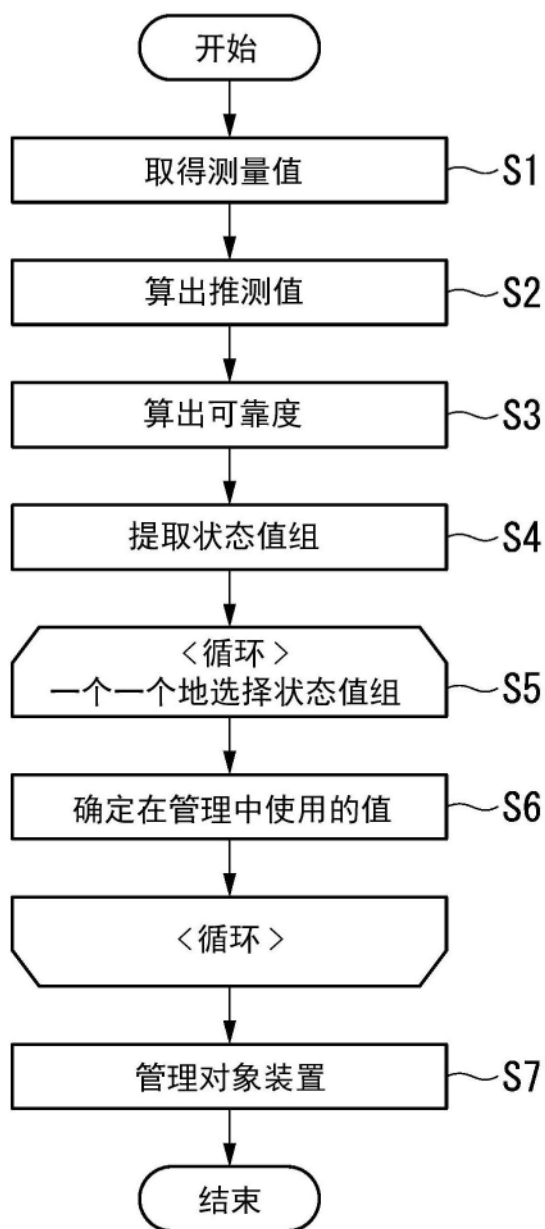 开始
取得测量值 S1
算出推测值 S2
算出可靠度 S3
提取状态值组 S4
<循环>
一个一个地选择状态值组 S5
确定在管理中使用的值 S6
<循环>
管理对象装置 S7
结束